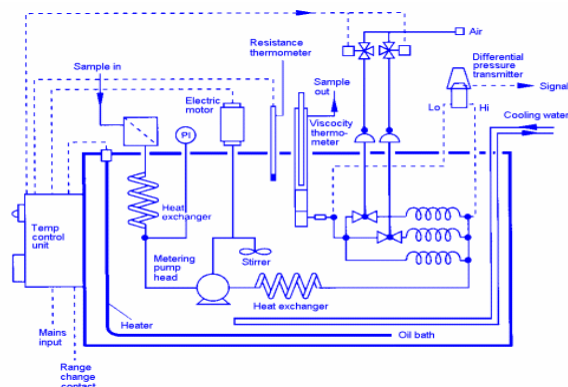 Air
Resistance
thermometer
Differential
pressure
transmitter
Sample in
Sample
out
Signal
Electric
motor
Lo
Hi
Viscosity
thermo-
meter
Cooling water
PI
Heat
exchanger
Temp
control
unit
Metering
pump
head
Stirrer
Heat exchanger
Mains
input
Heater
Oil bath
Range
change
contact